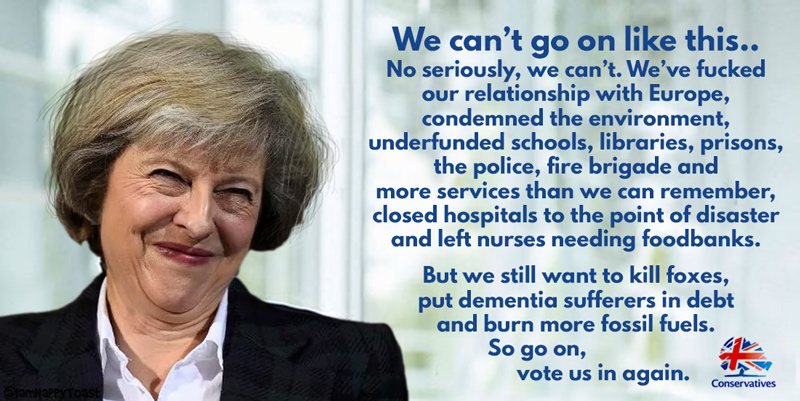 We can't go on like this..
No seriously, we can't. We've fucked
our relationship with Europe,
condemned the environment,
underfunded schools, libraries, prisons,
the police, fire brigade and
more services than we can remember,
closed hospitals to the point of disaster
and left nurses needing foodbanks.
But we still want to kill foxes,
put dementia sufferers in debt
and burn more fossil fuels.
So go on,
vote us in again.
Conservatives
@IamHappyToast